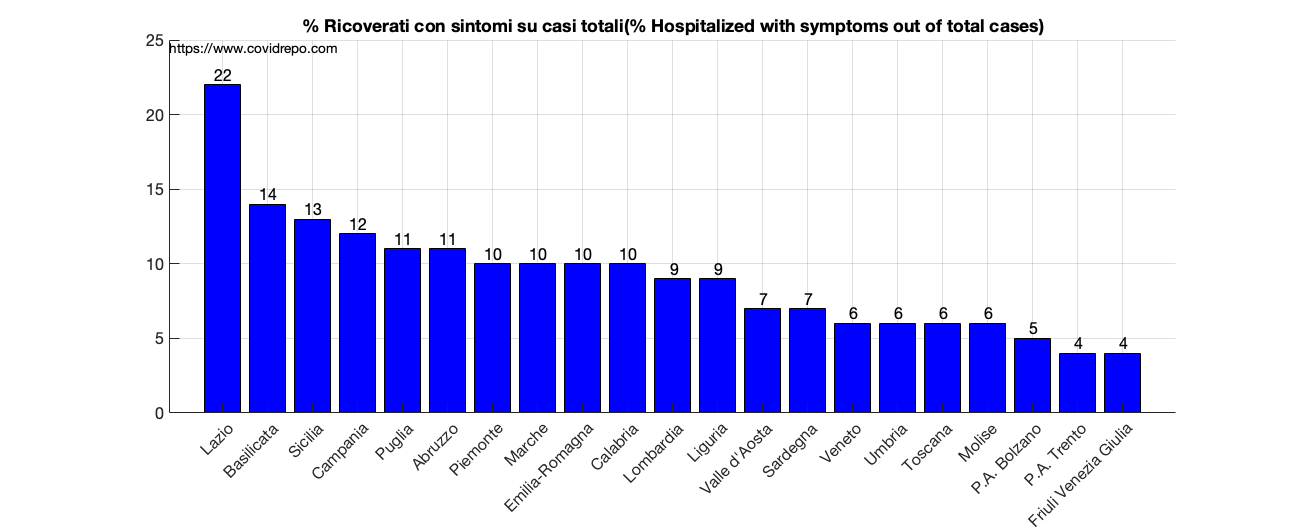 % Ricoverati con sintomi su casi totali(% Hospitalized with symptoms out of total cases)
https://www.covidrepo.com
25
20
15
10
5
0
22
14
13
12
11
11
10
10
10
10
9
9
7
7
6
6
6
6
5
4
4
Lazio
Basilicata
Sicilia
Campania
Puglia
Abruzzo
Piemonte
Marche
Emilia-Romagna
Calabria
Lombardia
Liguria
Valle d'Aosta
Sardegna
Veneto
Umbria
Toscana
Molise
P.A. Bolzano
P.A. Trento
Friuli Venezia Giulia